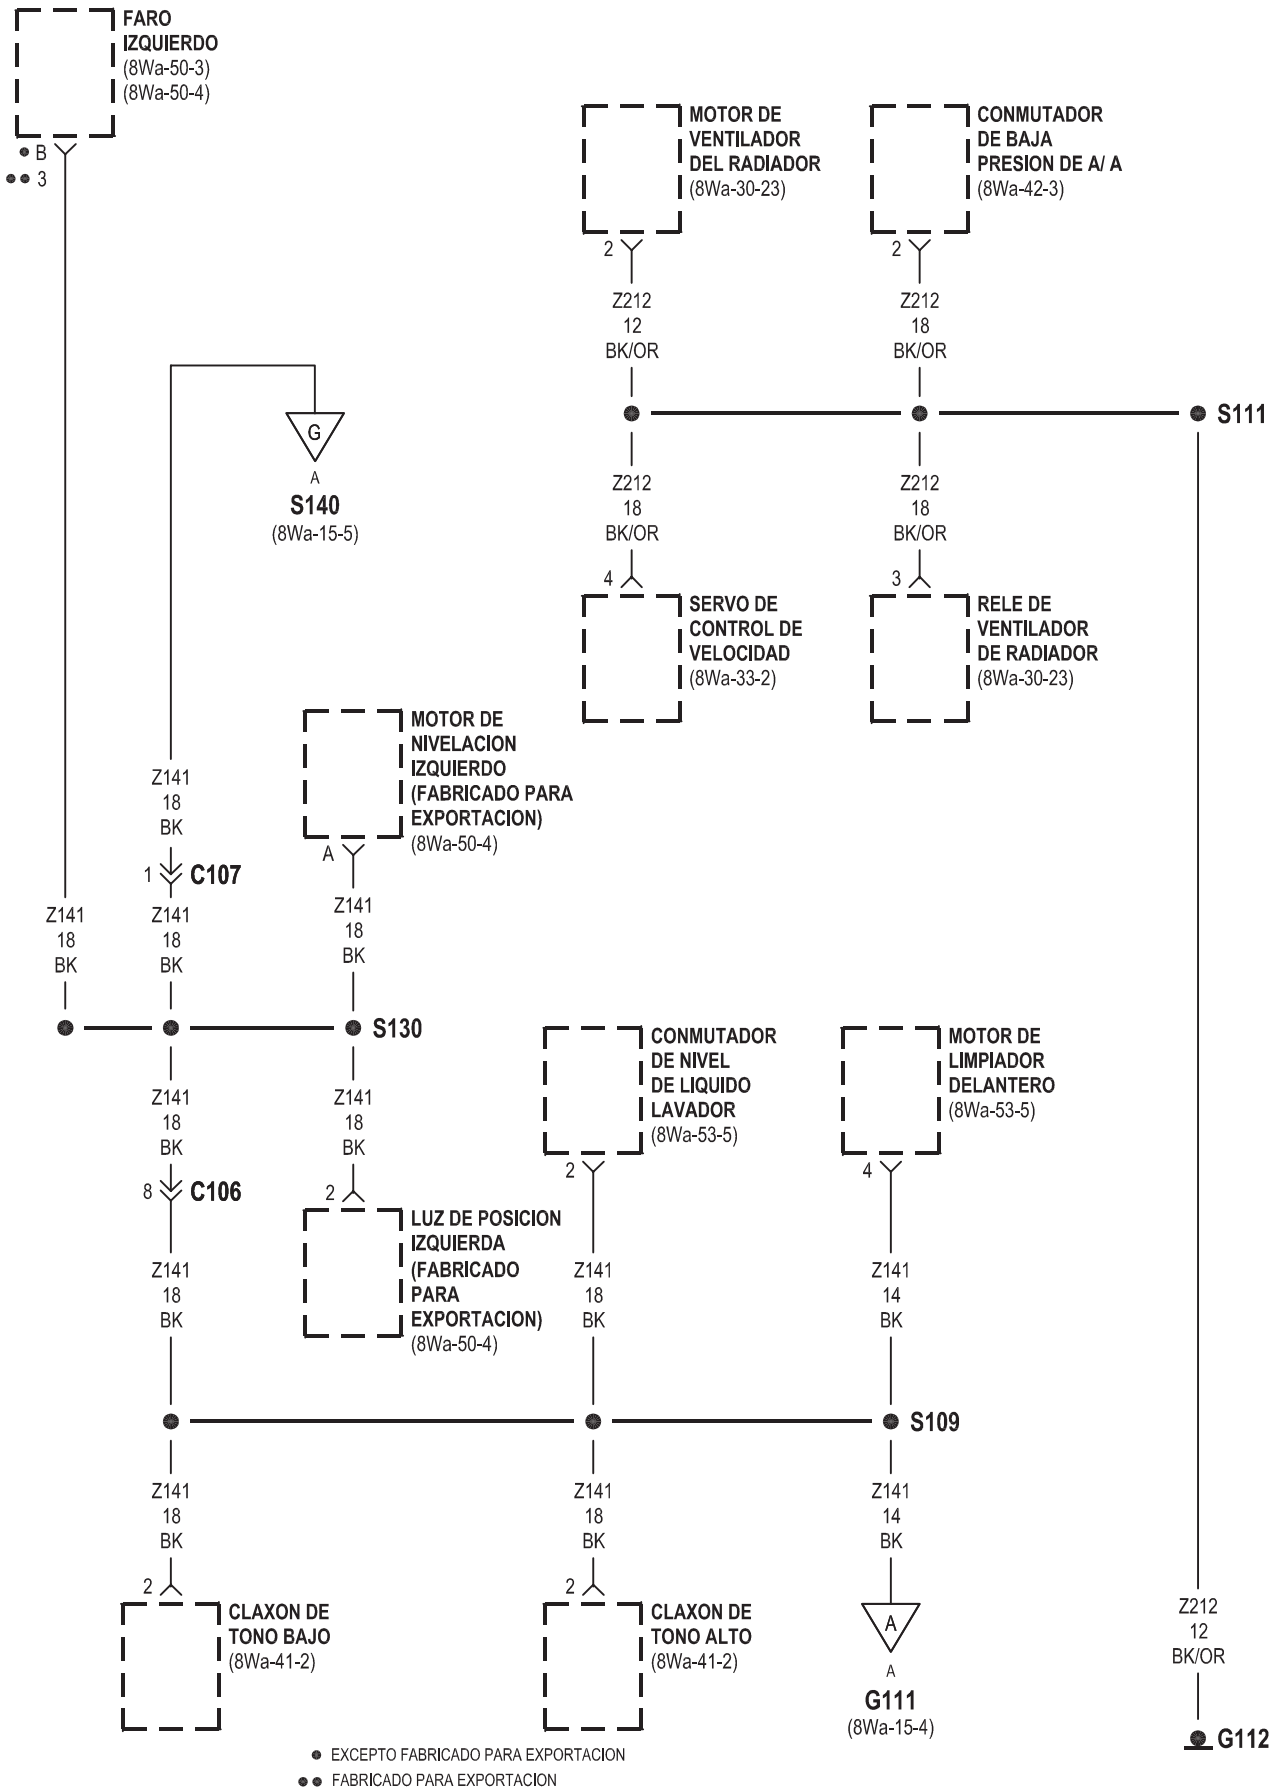 FARO
IZQUIERDO
(8Wa-50-3)
(8Wa-50-4)
B
3
MOTOR DE
VENTILADOR
DEL RADIADOR
(8Wa-30-23)
2
CONMUTADOR
DE BAJA
PRESION DE A/ A
(8Wa-42-3)
2
Z212
12
BK/OR
Z212
18
BK/OR
S111
G
A
S140
(8Wa-15-5)
Z212
18
BK/OR
Z212
18
BK/OR
4
SERVO DE
CONTROL DE
VELOCIDAD
(8Wa-33-2)
3
RELE DE
VENTILADOR
DE RADIADOR
(8Wa-30-23)
MOTOR DE
NIVELACION
IZQUIERDO
(FABRICADO PARA
EXPORTACION)
(8Wa-50-4)
A
Z141
18
BK
1
C107
Z141
18
BK
Z141
18
BK
Z141
18
BK
S130
Z141
18
BK
Z141
18
BK
8
C106
2
LUZ DE POSICION
IZQUIERDA
(FABRICADO
PARA
EXPORTACION)
(8Wa-50-4)
CONMUTADOR
DE NIVEL
DE LIQUIDO
LAVADOR
(8Wa-53-5)
2
MOTOR DE
LIMPIADOR
DELANTERO
(8Wa-53-5)
4
Z141
18
BK
Z141
18
BK
Z141
14
BK
S109
Z141
18
BK
Z141
18
BK
Z141
14
BK
2
CLAXON DE
TONO BAJO
(8Wa-41-2)
2
CLAXON DE
TONO ALTO
(8Wa-41-2)
A
A
G111
(8Wa-15-4)
Z212
12
BK/OR
G112
EXCEPTO FABRICADO PARA EXPORTACION
FABRICADO PARA EXPORTACION